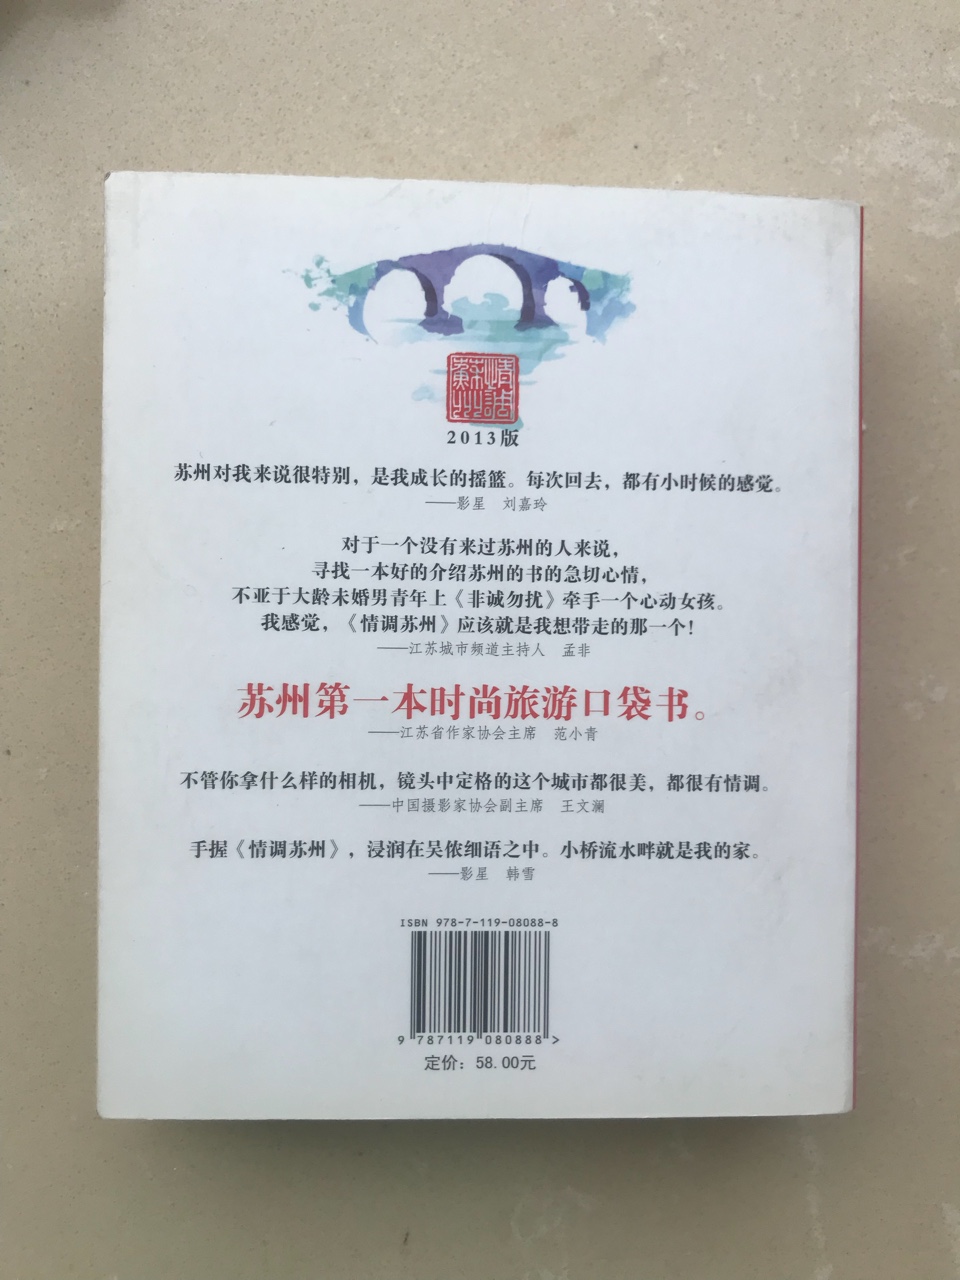 情调
蘇州
2013版
苏州对我来说很特别，是我成长的摇篮。每次回去，都有小时候的感觉。
——影星 刘嘉玲
对于一个没有来过苏州的人来说，
寻找一本好的介绍苏州的书的急切心情，
不亚于大龄未婚男青年上《非诚勿扰》牵手一个心动女孩。
我感觉，《情调苏州》应该就是我想带走的那一个！
——江苏城市频道主持人 孟非
苏州第一本时尚旅游口袋书。
——江苏省作家协会主席 范小青
不管你拿什么样的相机，镜头中定格的这个城市都很美，都很有情调。
——中国摄影家协会副主席 王文澜
手握《情调苏州》，浸润在吴侬细语之中。小桥流水畔就是我的家。
——影星 韩雪
ISBN 978-7-119-08088-8
9 787119 080888 >
定价：58.00元